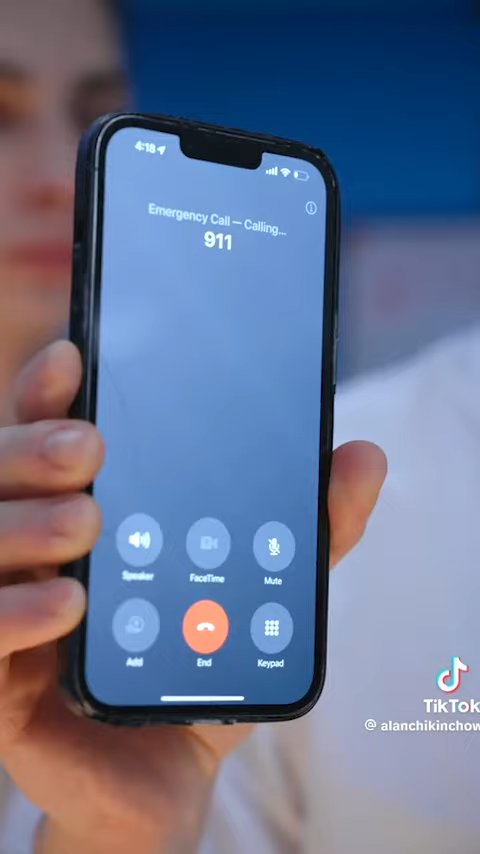 4:18
Emergency Call — Calling...
911
Speaker
FaceTime
Mute
Add
End
Keypad
TikTok
@ alanchikinchow